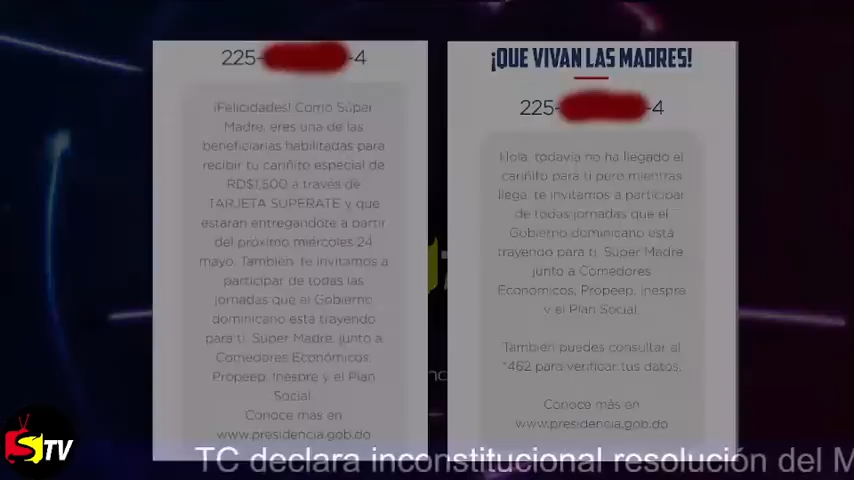 225-
-4
¡Felicidades! Como Súper
Madre, eres una de las
beneficiarias habilitadas para
recibir tu cariñito especial de
RD$1,500 a través de
TARJETA SUPERATE y que
estarán entregándote a partir
del próximo miércoles 24
mayo. También, te invitamos a
participar de todas las
jornadas que el Gobierno
dominicano está trayendo
para ti, Súper Madre, junto a
Comedores Económicos,
Propeep, Inespre y el Plan
Social.
Conoce más en
www.presidencia.gob.do
¡QUE VIVAN LAS MADRES!
225-
-4
Hola, todavía no ha llegado el
cariñito para ti pero mientras
llega, te invitamos a participar
de todas jornadas que el
Gobierno dominicano está
trayendo para ti, Súper Madre
junto a Comedores
Económicos, Propeep, Inespre
y el Plan Social.
También puedes consultar al
*462 para verificar tus datos.
Conoce más en
www.presidencia.gob.do
STV
TC declara inconstitucional resolución del M